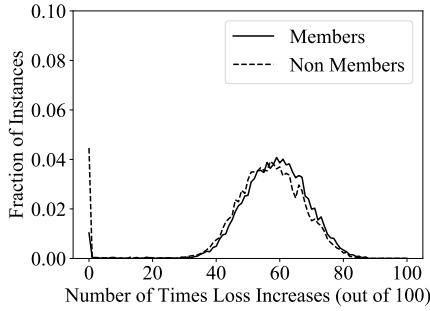 0.10
0.08
0.06
0.04
0.02
0.00
Fraction of Instances
Members
Non Members
0 20 40 60 80 100
Number of Times Loss Increases (out of 100)